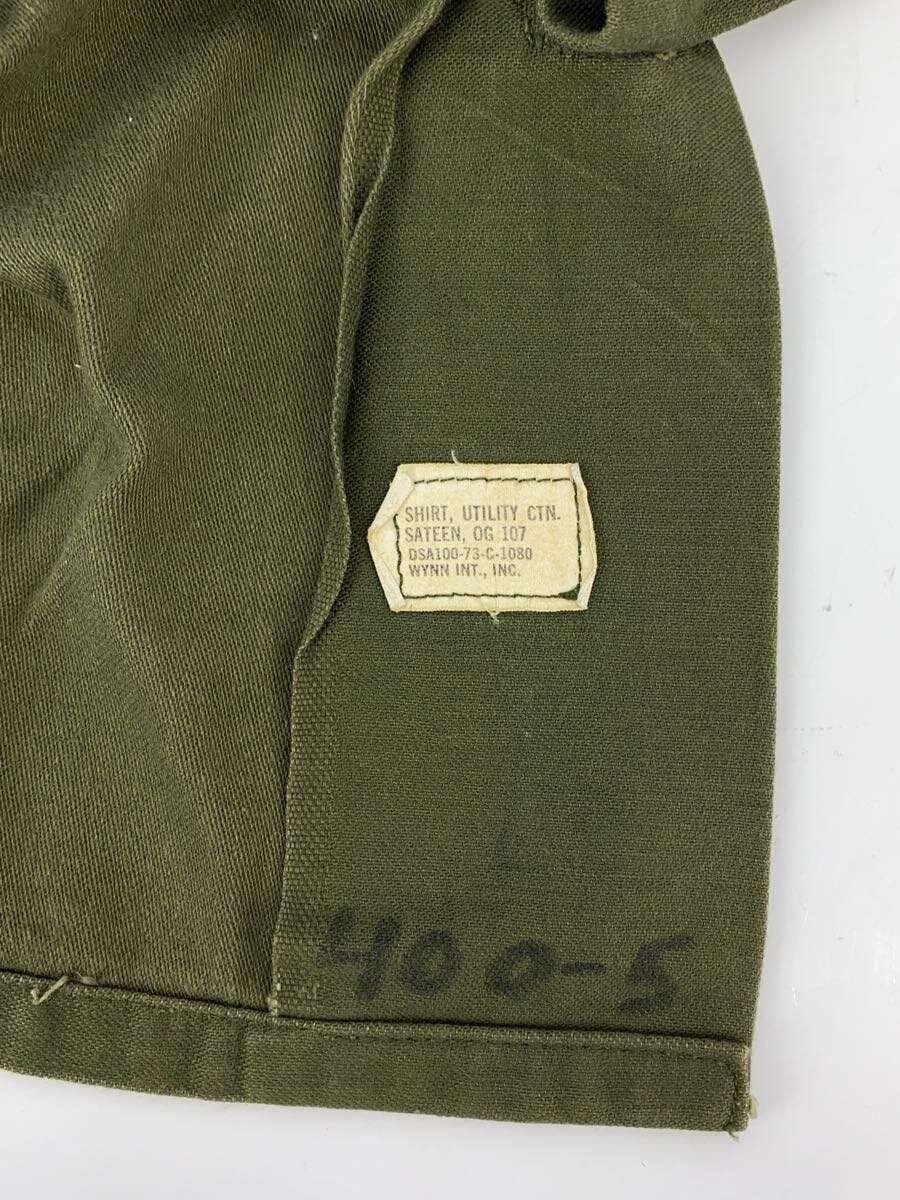 SHIRT, UTILITY CTN.
SATEEN, OG 107
DSA100-73-C-1080
WYNN INT., INC.
400-5